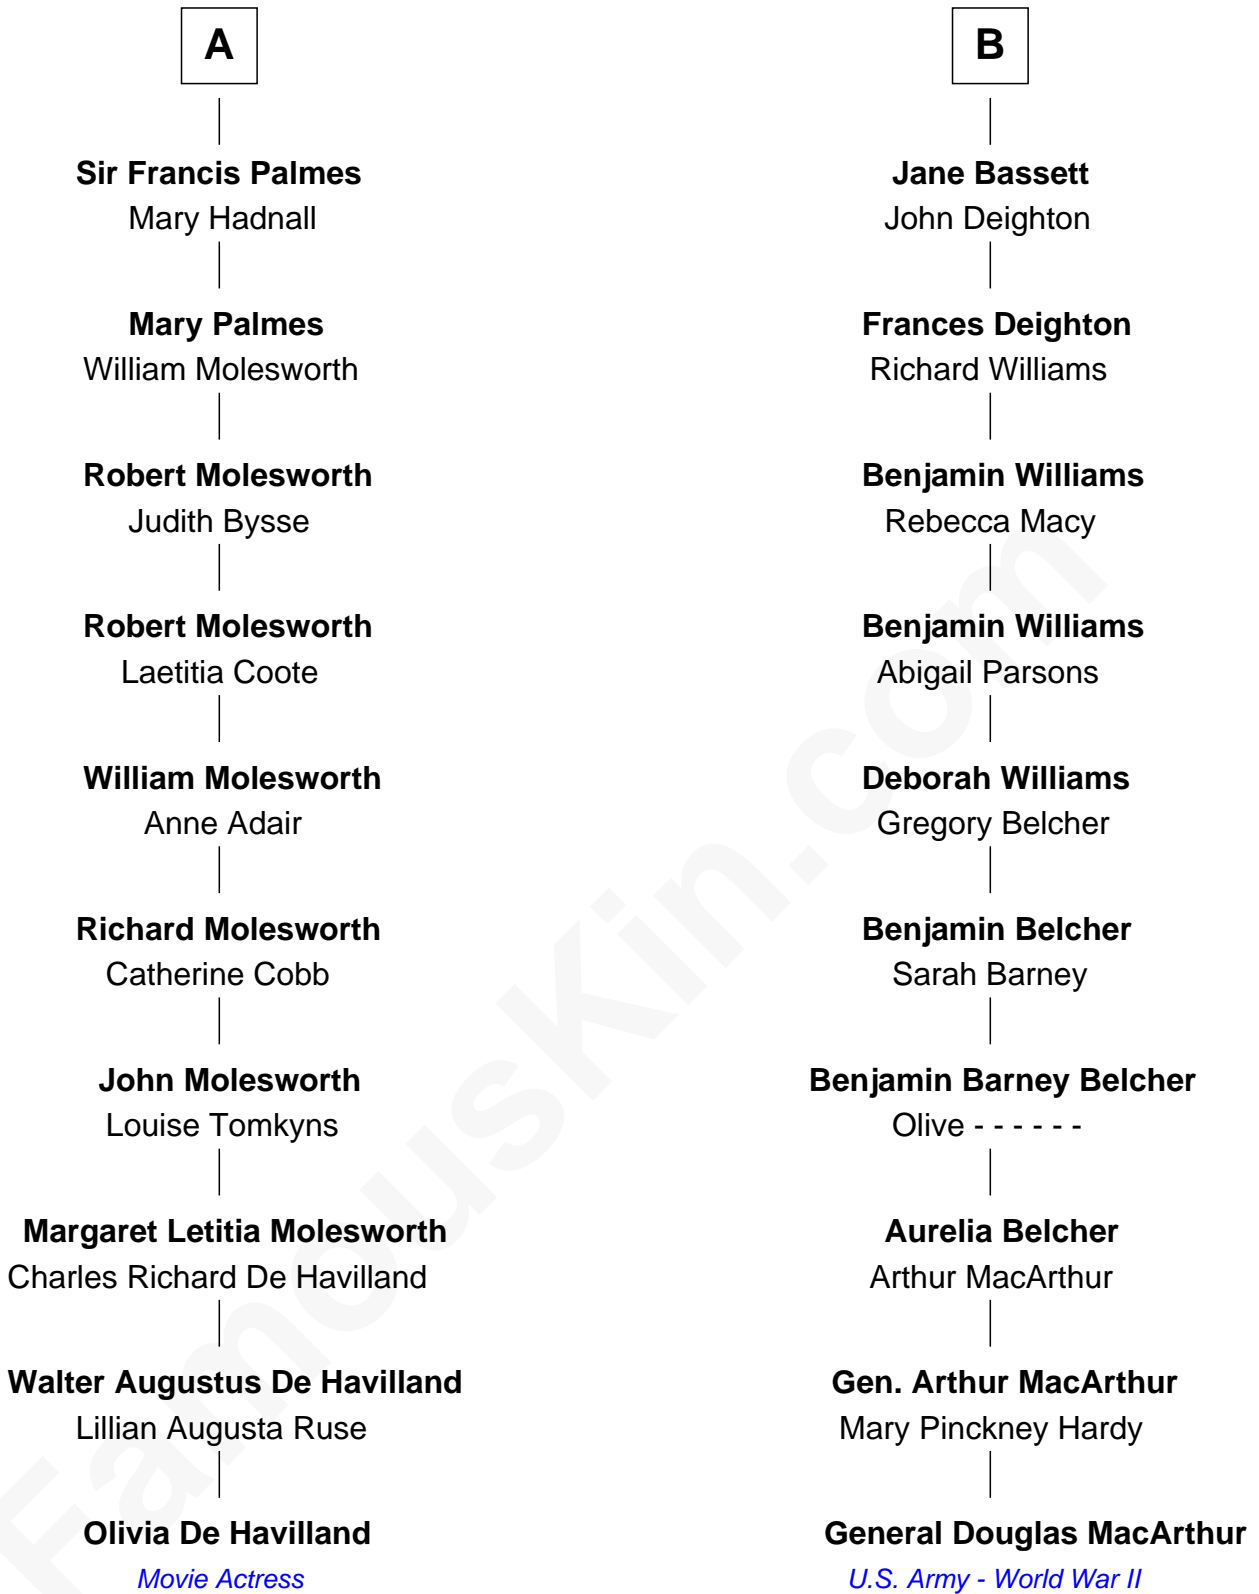 A
Sir Francis Palmes
Mary Hadnall
Mary Palmes
William Molesworth
Robert Molesworth
Judith Bysse
Robert Molesworth
Laetitia Coote
William Molesworth
Anne Adair
Richard Molesworth
Catherine Cobb
John Molesworth
Louise Tomkyns
Margaret Letitia Molesworth
Charles Richard De Havilland
Walter Augustus De Havilland
Lillian Augusta Ruse
Olivia De Havilland
Movie Actress
B
Jane Bassett
John Deighton
Frances Deighton
Richard Williams
Benjamin Williams
Rebecca Macy
Benjamin Williams
Abigail Parsons
Deborah Williams
Gregory Belcher
Benjamin Belcher
Sarah Barney
Benjamin Barney Belcher
Olive - - - - - -
Aurelia Belcher
Arthur MacArthur
Gen. Arthur MacArthur
Mary Pinckney Hardy
General Douglas MacArthur
U.S. Army - World War II
FamousKin.com